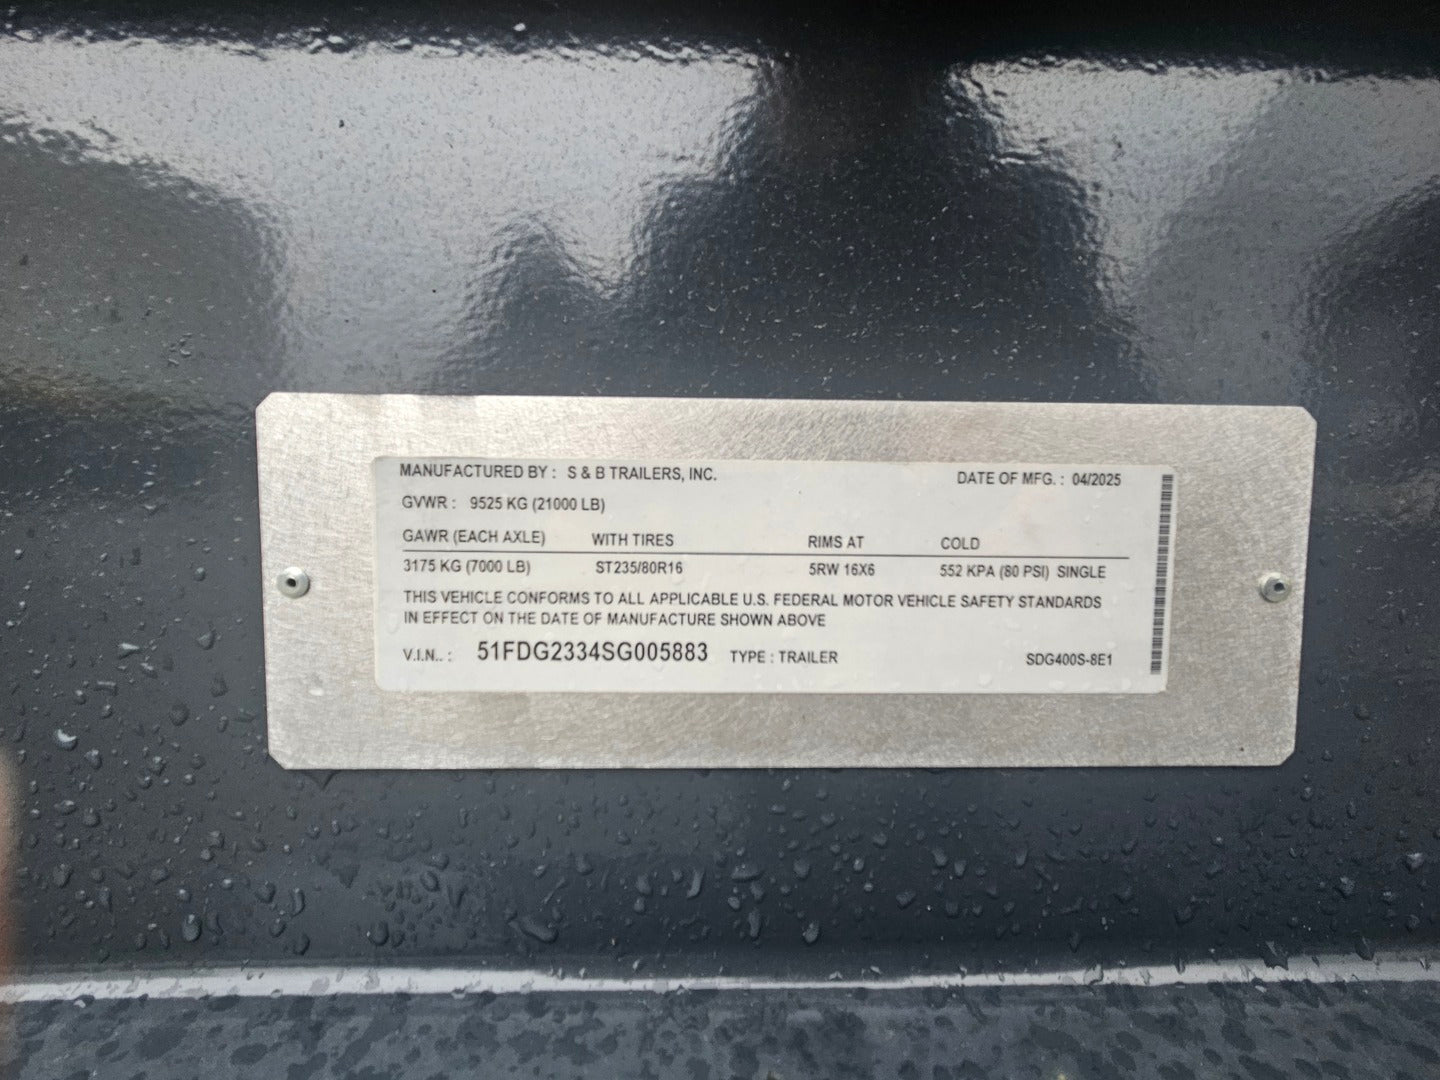 MANUFACTURED BY : S & B TRAILERS, INC. DATE OF MFG. : 04/2025
GVWR : 9525 KG (21000 LB)
GAWR (EACH AXLE) WITH TIRES RIMS AT COLD
3175 KG (7000 LB) ST235/80R16 5RW 16X6 552 KPA (80 PSI) SINGLE
THIS VEHICLE CONFORMS TO ALL APPLICABLE U.S. FEDERAL MOTOR VEHICLE SAFETY STANDARDS
IN EFFECT ON THE DATE OF MANUFACTURE SHOWN ABOVE
V.I.N.. : 51FDG2334SG005883 TYPE : TRAILER SDG400S-8E1